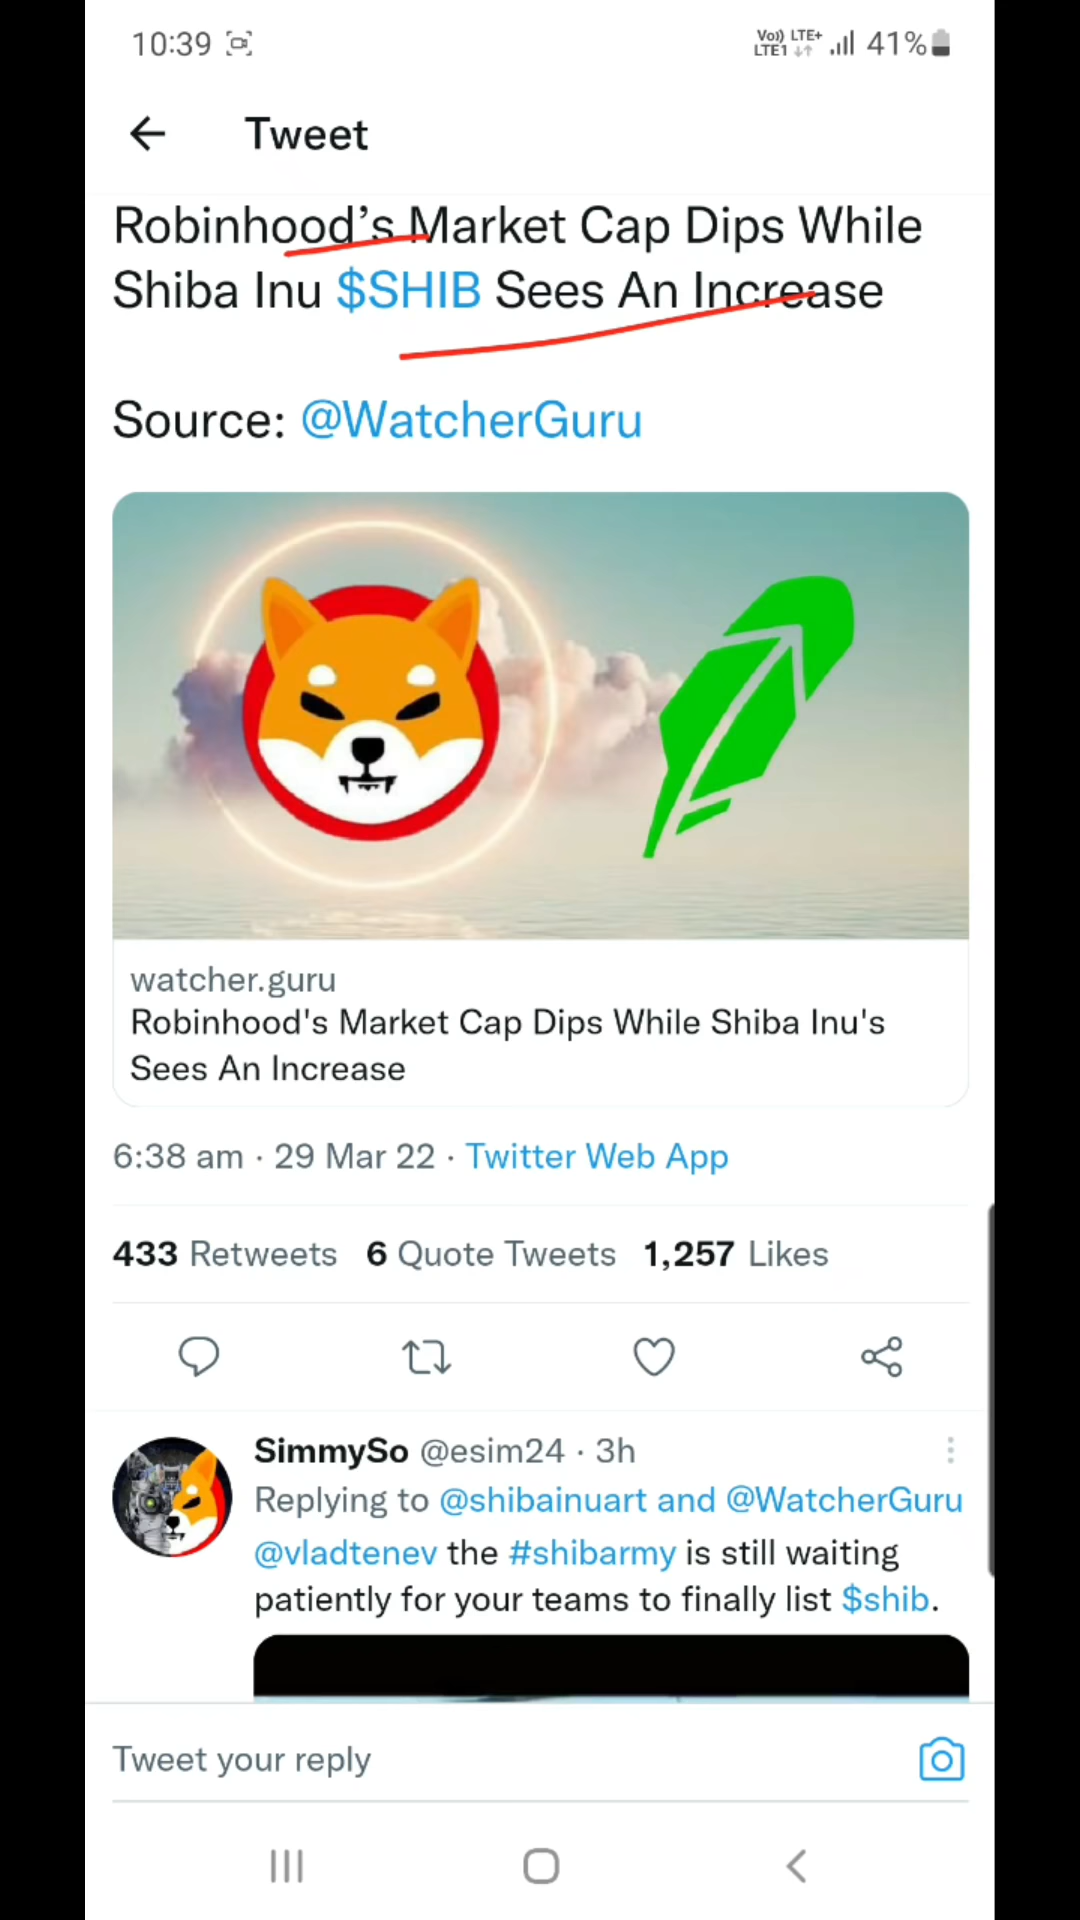 10:39
Vo)) LTE+
LTE1
41%
Tweet
Robinhood’s Market Cap Dips While
Shiba Inu $SHIB Sees An Increase
Source: @WatcherGuru
watcher.guru
Robinhood's Market Cap Dips While Shiba Inu's
Sees An Increase
6:38 am · 29 Mar 22 · Twitter Web App
433 Retweets 6 Quote Tweets 1,257 Likes
SimmySo @esim24 · 3h
Replying to @shibainuart and @WatcherGuru
@vladtenev the #shibarmy is still waiting
patiently for your teams to finally list $shib.
Tweet your reply